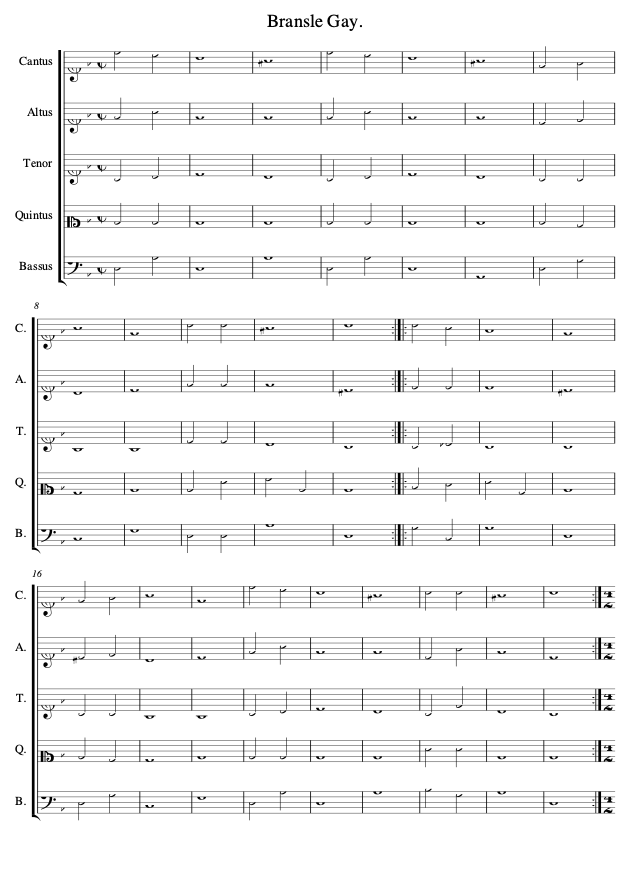 Bransle Gay.
Cantus
Altus
Tenor
Quintus
Bassus
8
C.
A.
T.
Q.
B.
16
C.
A.
T.
Q.
B.